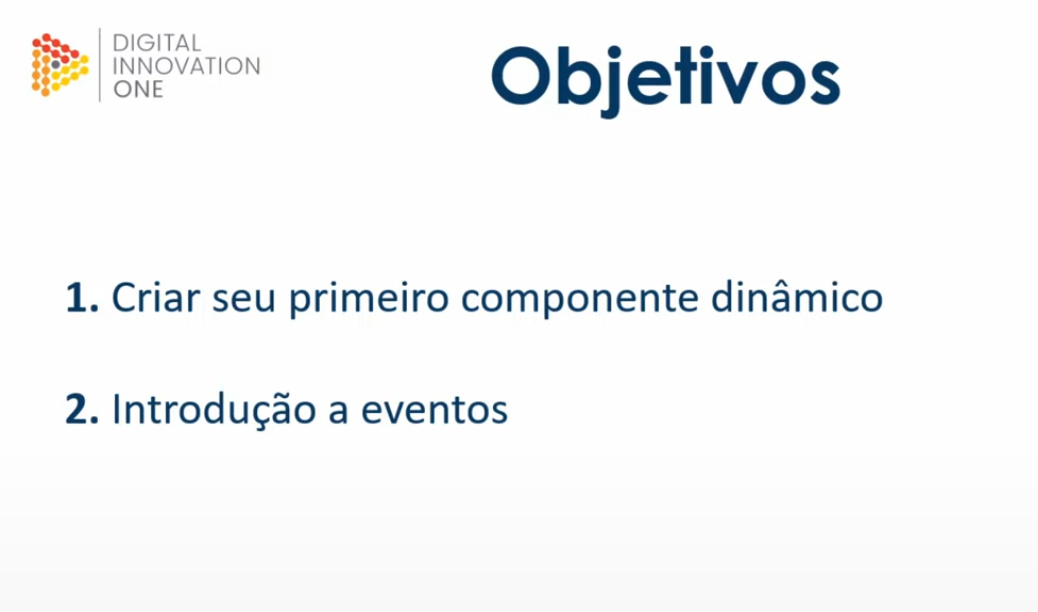 DIGITAL
INNOVATION
ONE
Objetivos
1. Criar seu primeiro componente dinâmico
2. Introdução a eventos